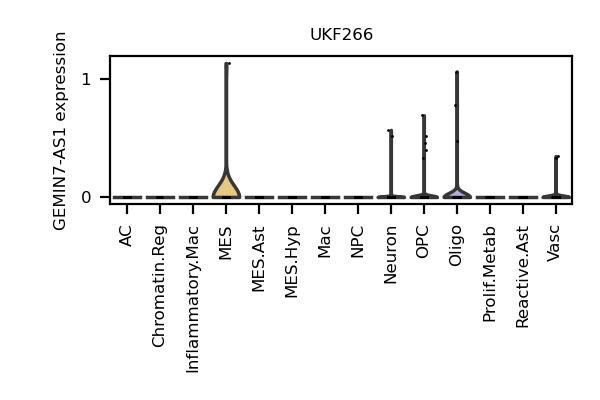 UKF266
GEMIN7-AS1 expression
1
0
AC
Chromatin.Reg
Inflammatory.Mac
MES
MES.Ast
MES.Hyp
Mac
NPC
Neuron
OPC
Oligo
Prolif.Metab
Reactive.Ast
Vasc